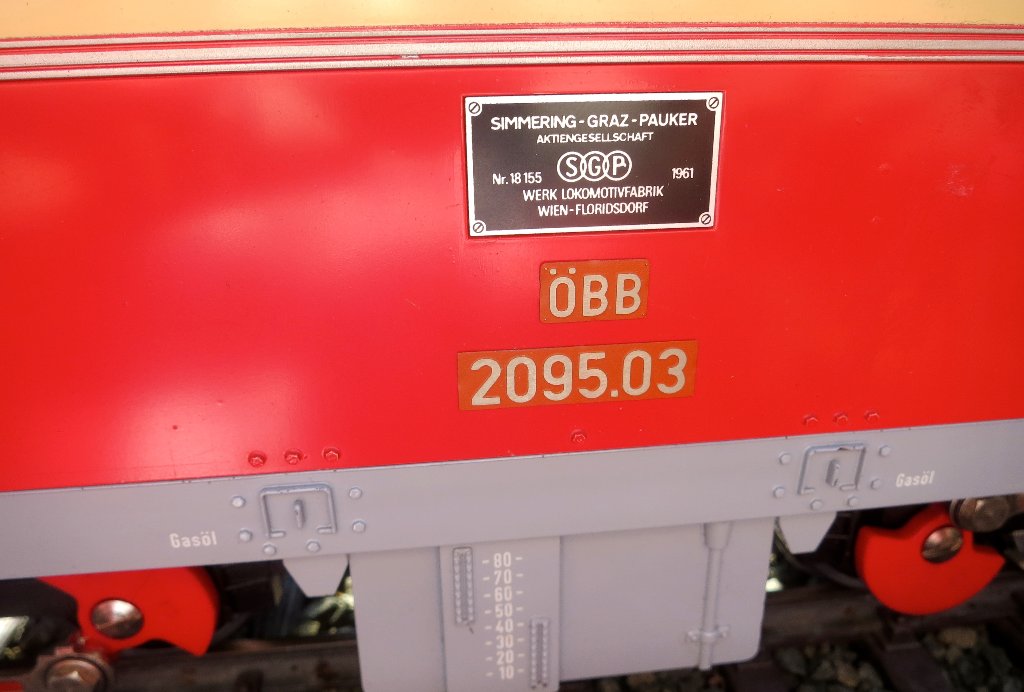 SIMMERING-GRAZ-PAUKER
AKTIENGESELLSCHAFT
SGP
Nr. 18 155 1961
WERK LOKOMOTIVFABRIK
WIEN-FLORIDSDORF
ÖBB
2095.03
Gasöl
Gasöl
80
70
60
50
40
30
20
10